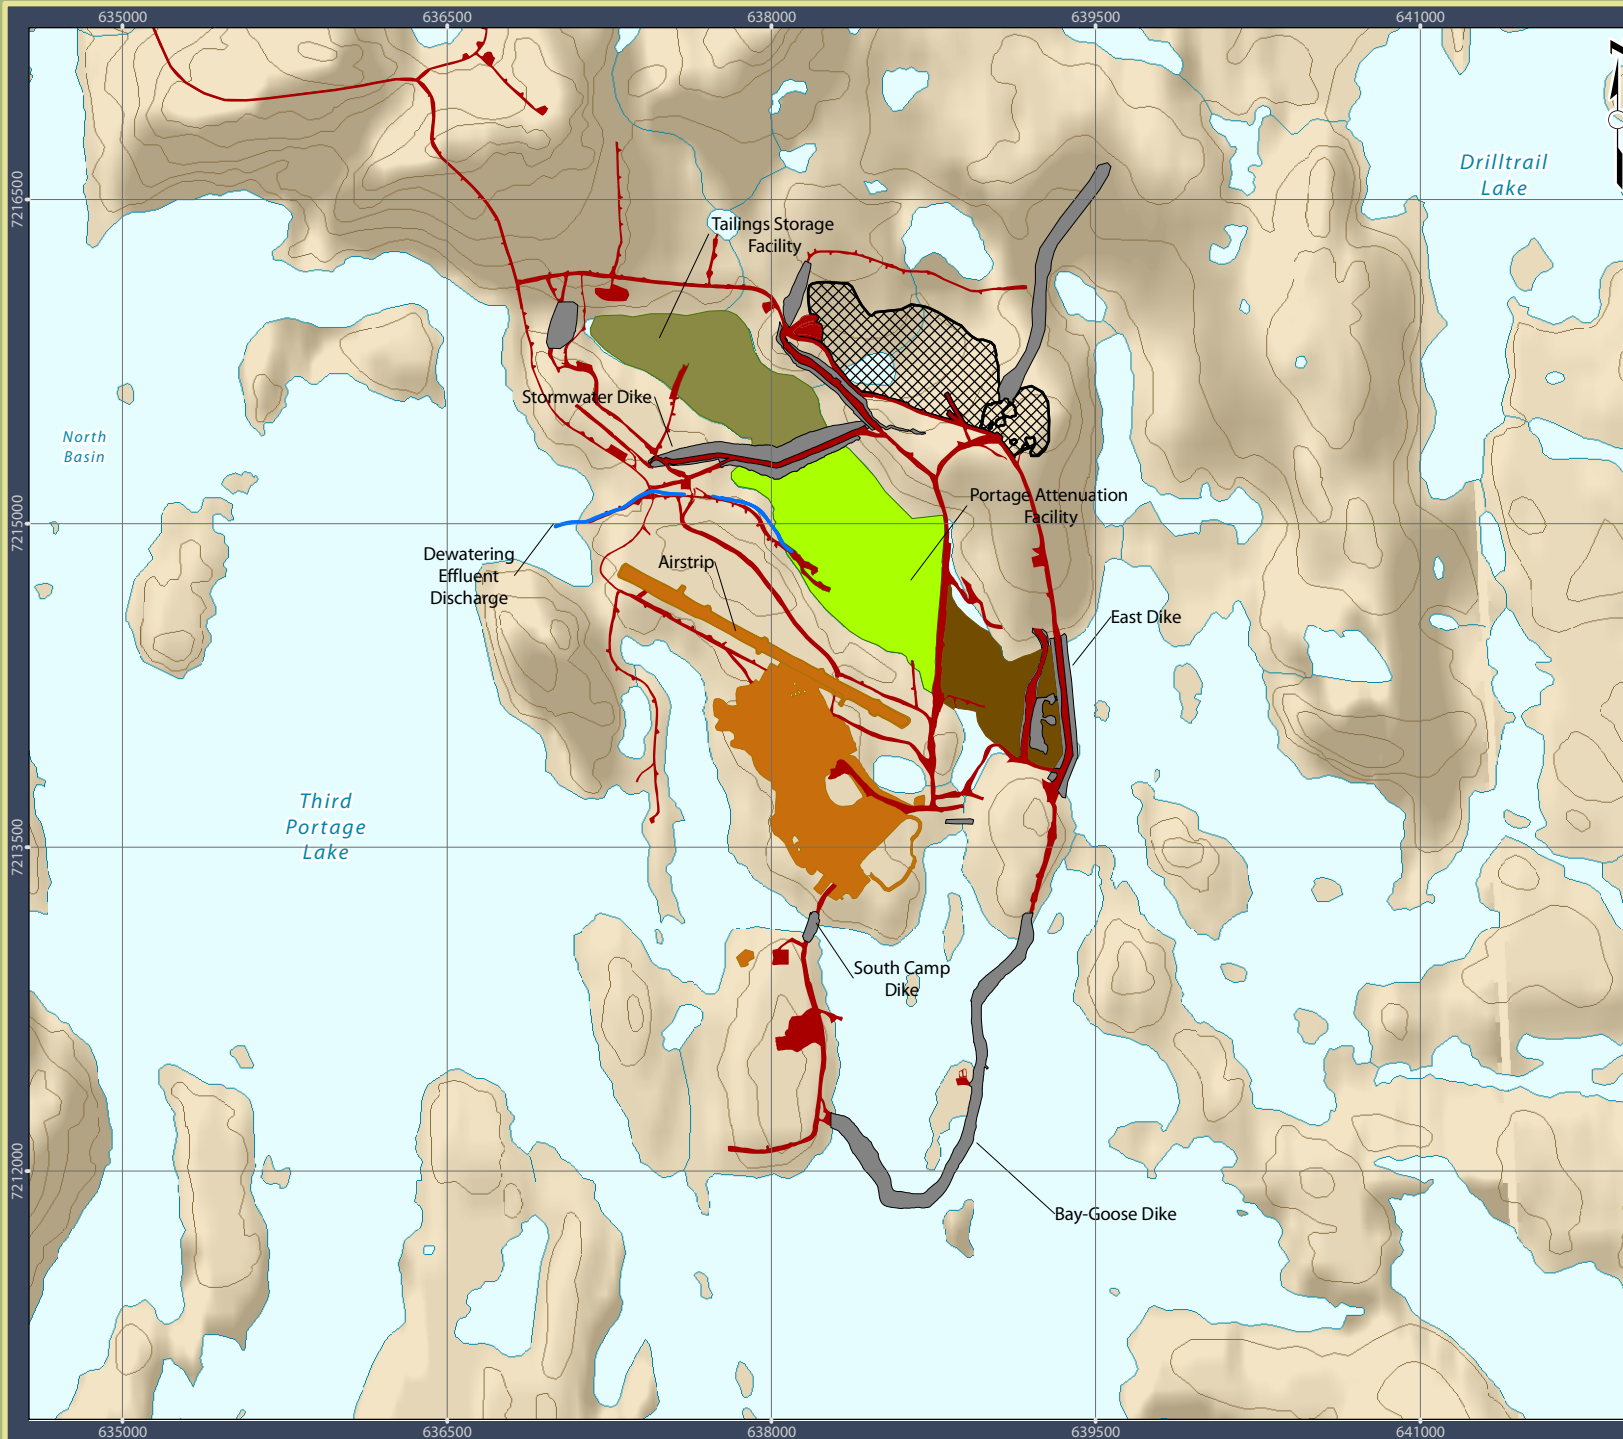 635000
636500
638000
639500
641000
7216500
7215000
7213500
7212000
Drilltrail
Lake
Tailings Storage
Facility
Stormwater Dike
North
Basin
Portage Attenuation
Facility
Dewatering
Effluent
Discharge
Airstrip
East Dike
Third
Portage
Lake
South Camp
Dike
Bay-Goose Dike
635000
636500
638000
639500
641000